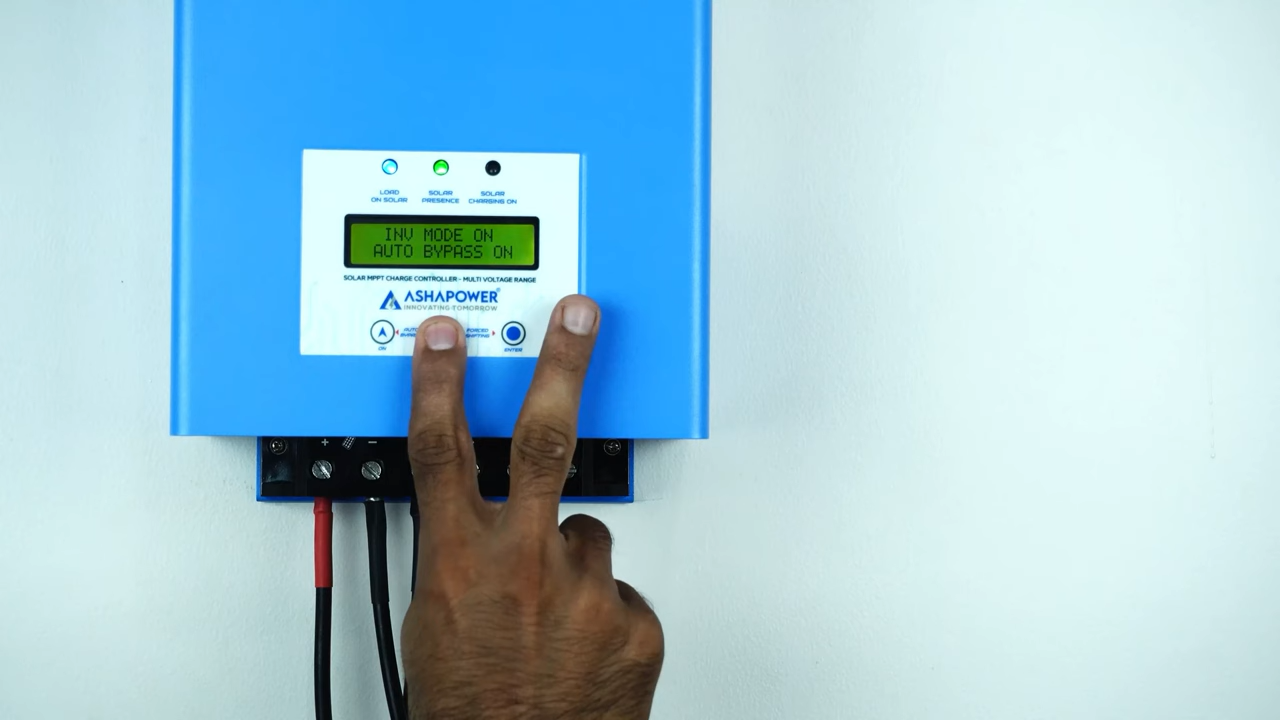 LOAD
ON SOLAR
SOLAR
PRESENCE
SOLAR
CHARGING ON
INV MODE ON
AUTO BYPASS ON
SOLAR MPPT CHARGE CONTROLLER - MULTI VOLTAGE RANGE
ASHAPOWER®
INNOVATING TOMORROW
ON
ENTER
+ −